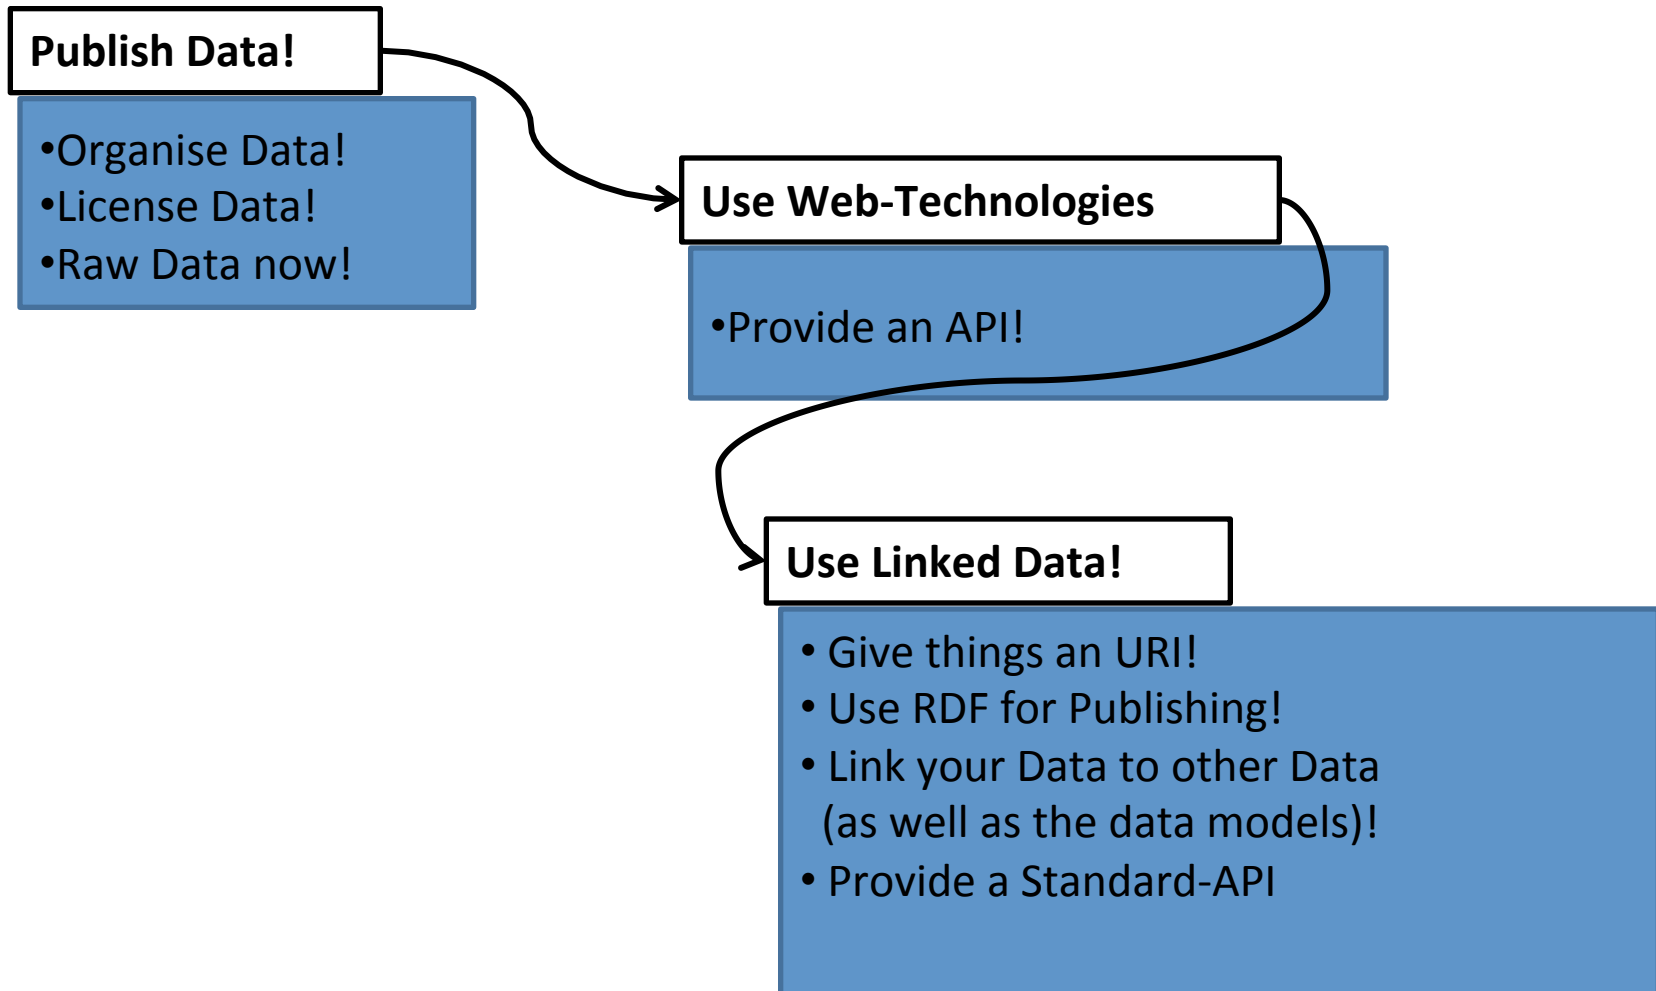 Publish Data!
•Organise Data!
•License Data!
•Raw Data now!
Use Web-Technologies
•Provide an API!
Use Linked Data!
• Give things an URI!
• Use RDF for Publishing!
• Link your Data to other Data
(as well as the data models)!
• Provide a Standard-API